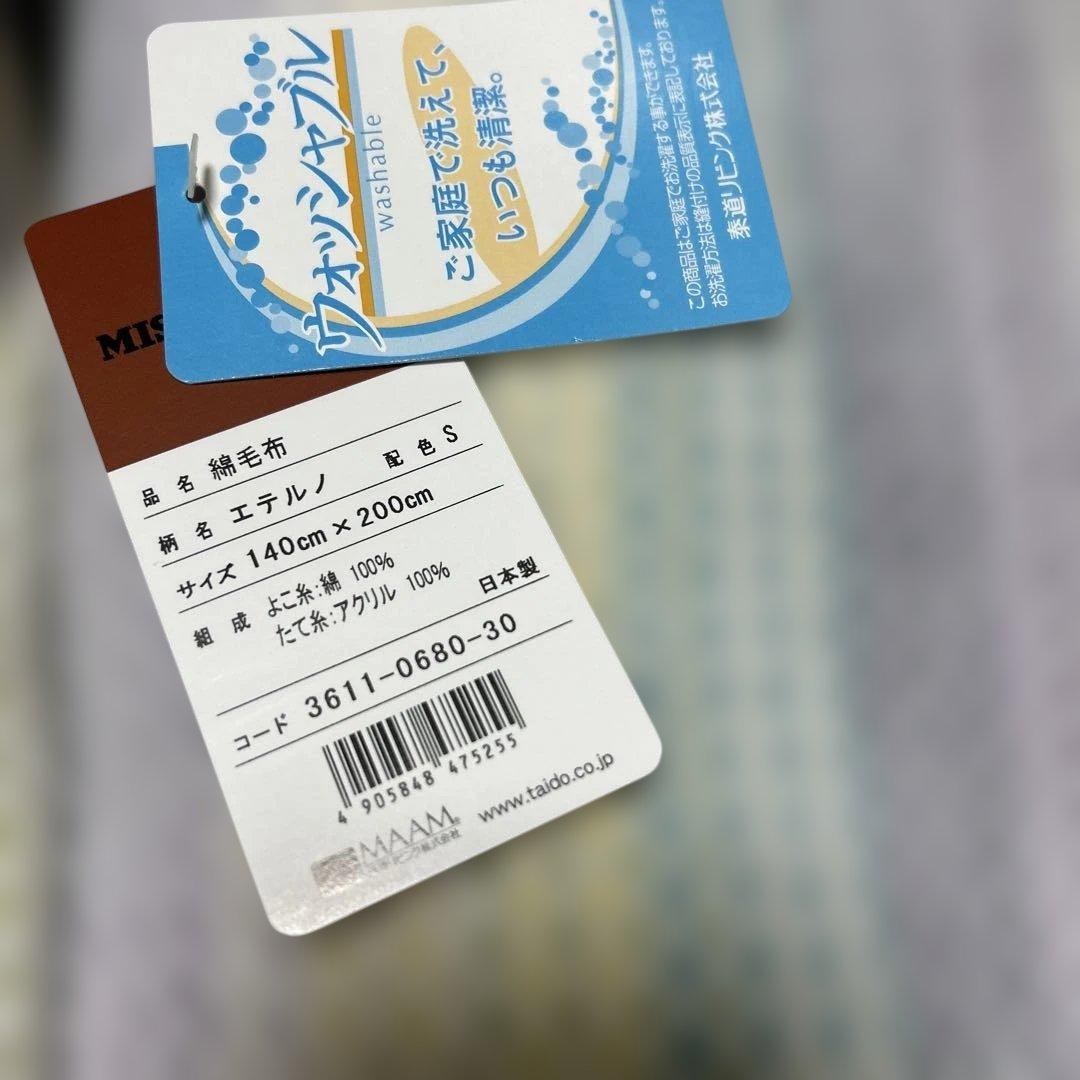 ウォッシャブル
washable
ご家庭で洗えて、
いつも清潔。
この商品はご家庭でお洗濯する事ができます。
お洗濯方法は縫付けの品質表示に表記しております。
泰道リビング株式会社
MIS
品名 綿毛布
柄名 エテルノ 配色 S
サイズ 140cm×200cm
組成 よこ糸:綿 100%
たて糸:アクリル 100%
日本製
コード 3611-0680-30
4 905848 475255
MAAM
www.taido.co.jp